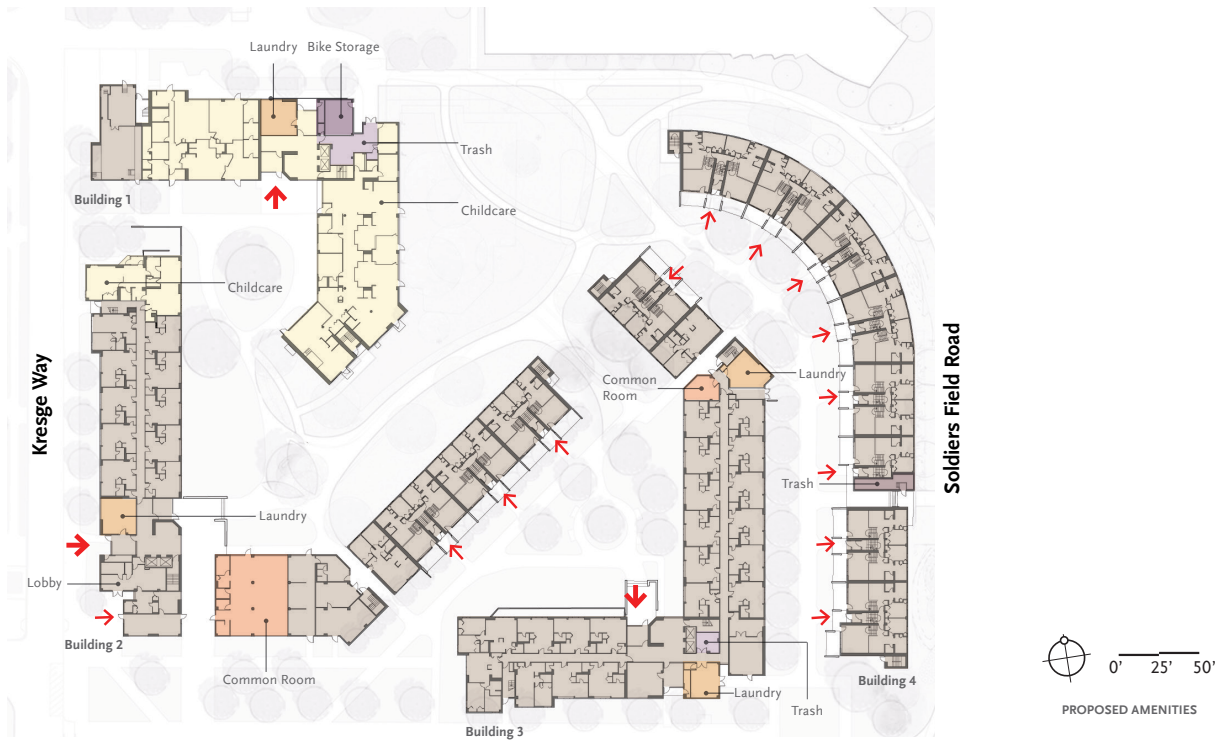 Laundry Bike Storage
Trash
Building 1
Childcare
Childcare
Kresge Way
Common
Room
Laundry
Soldiers Field Road
Trash
Laundry
Lobby
Building 2
Common Room
Building 3
Laundry
Trash
Building 4
0' 25' 50'
PROPOSED AMENITIES